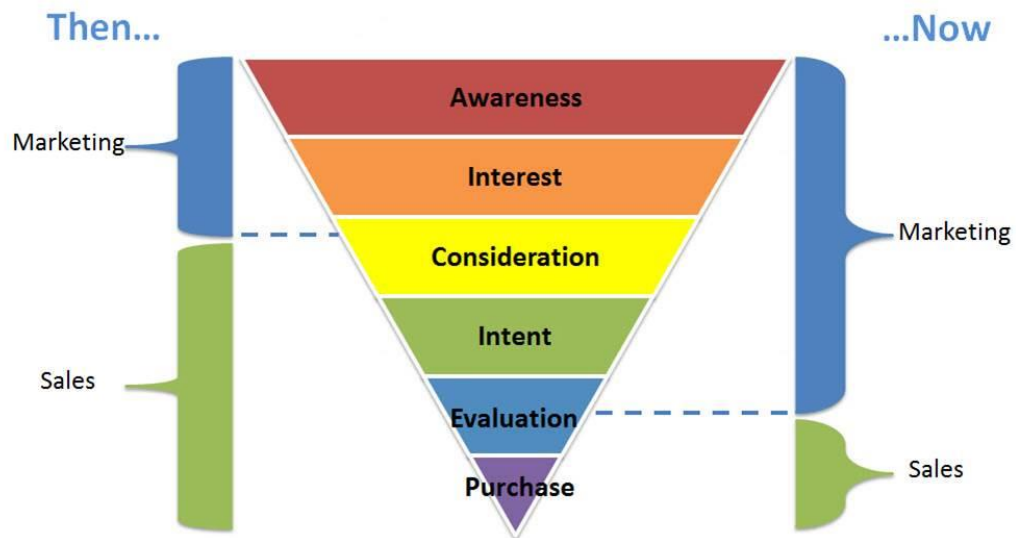 Then...
...Now
Awareness
Marketing
Interest
Marketing
Consideration
Intent
Sales
Evaluation
Sales
Purchase